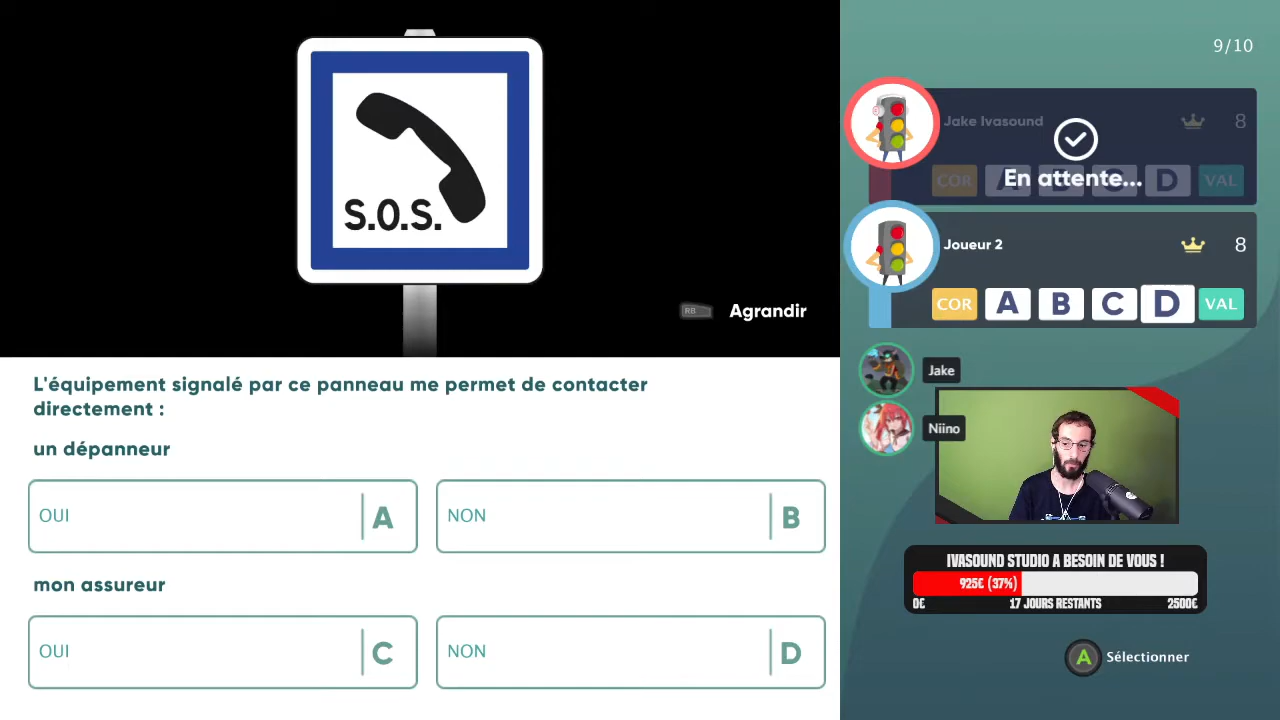 S.O.S.
RB Agrandir
L'équipement signalé par ce panneau me permet de contacter
directement :
un dépanneur
OUI A
NON B
mon assureur
OUI C
NON D
9/10
Jake Ivasound 8
COR A B C D VAL
En attente...
Joueur 2 8
COR A B C D VAL
Jake
Niino
IVASOUND STUDIO A BESOIN DE VOUS !
925€ (37%)
0€ 17 JOURS RESTANTS 2500€
A Sélectionner